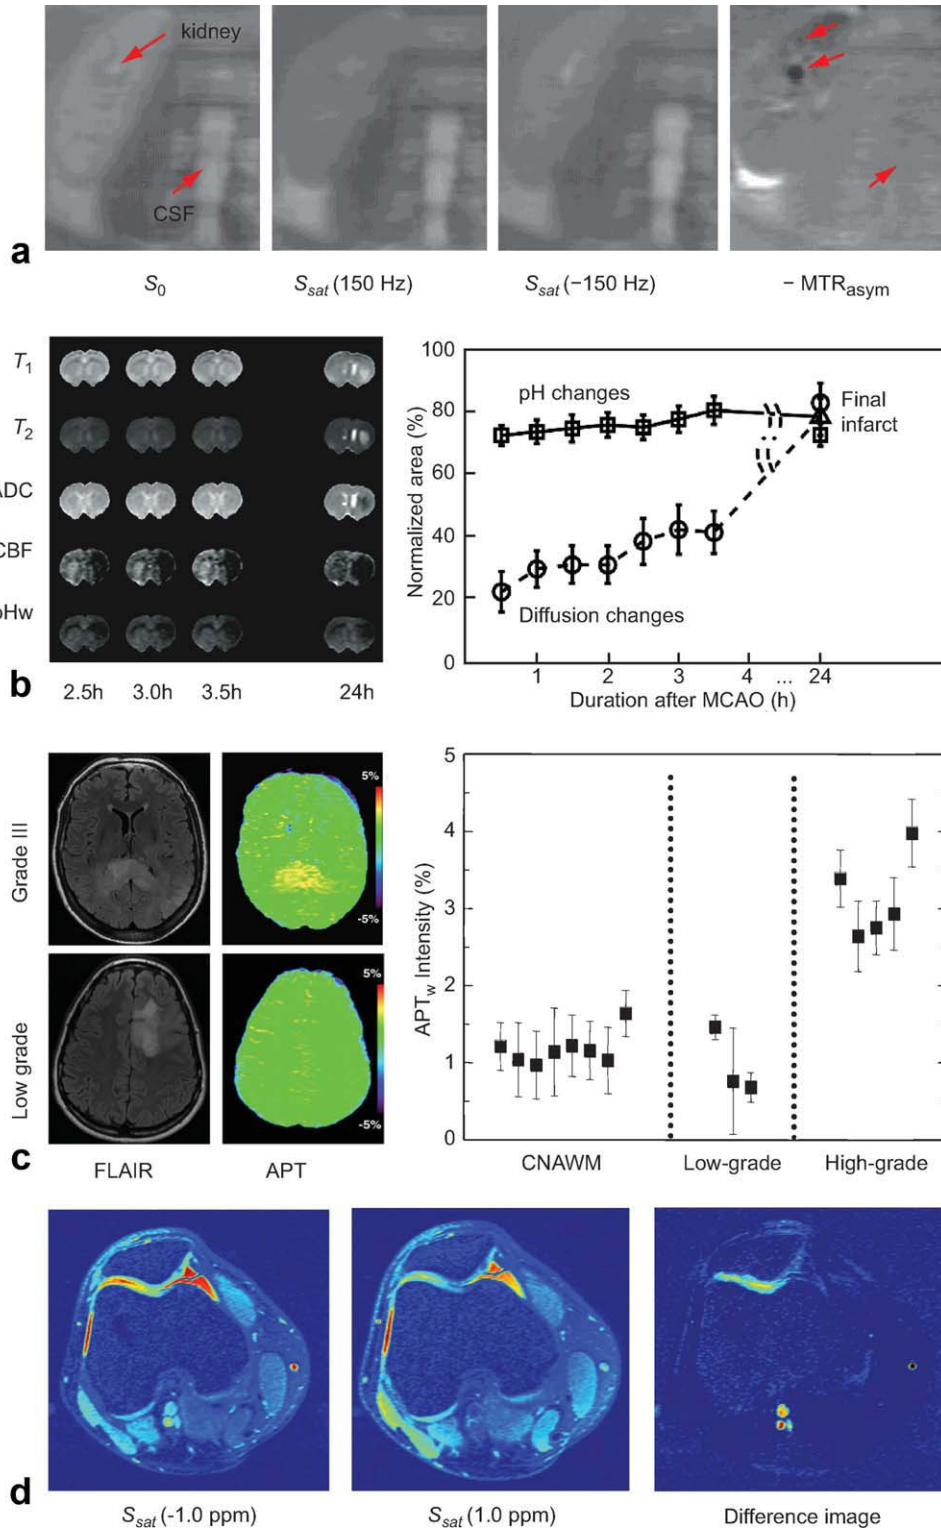 kidney
CSF
a
S0
Ssat (150 Hz)
Ssat (−150 Hz)
− MTRasym
T1
T2
ADC
CBF
pHw
2.5h
3.0h
3.5h
24h
b
100
80
60
40
20
0
Normalized area (%)
pH changes
Final
infarct
Diffusion changes
1
2
3
4
...
24
Duration after MCAO (h)
Grade III
Low grade
5%
-5%
5%
-5%
FLAIR
APT
c
5
4
3
2
1
0
APTw Intensity (%)
CNAWM
Low-grade
High-grade
d
Ssat (-1.0 ppm)
Ssat (1.0 ppm)
Difference image